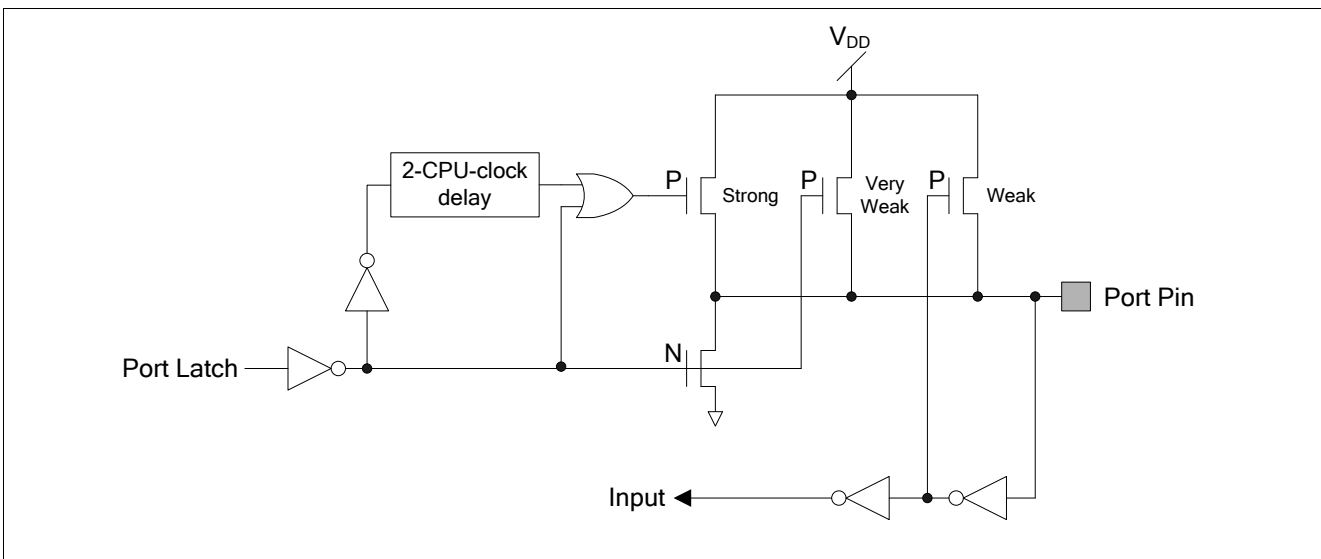 V_DD
2-CPU-clock
delay
P
Strong
P
Very
Weak
P
Weak
Port Pin
N
Port Latch
Input